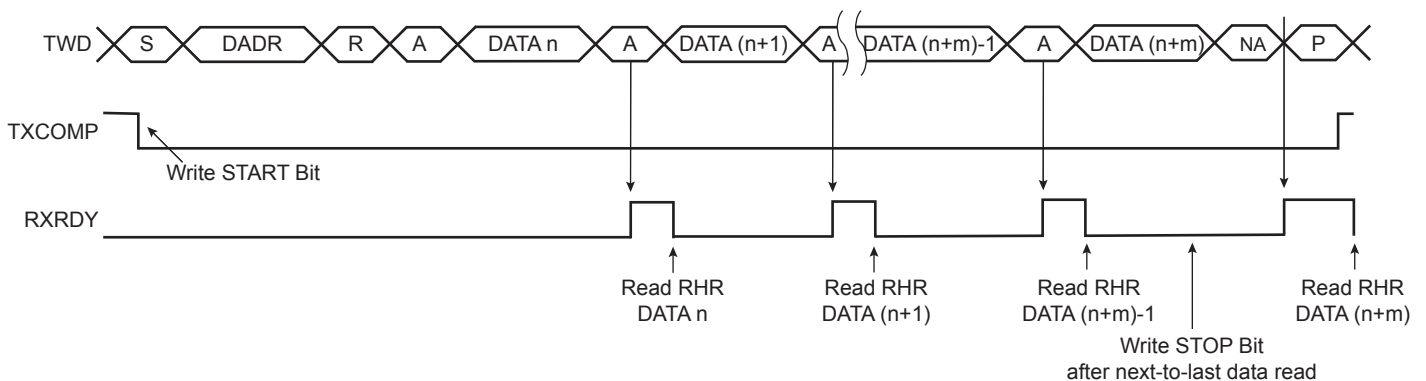 TWD S DADR R A DATA n A DATA (n+1) A DATA (n+m)-1 A DATA (n+m) NA P
TXCOMP
Write START Bit
RXRDY
Read RHR
DATA n
Read RHR
DATA (n+1)
Read RHR
DATA (n+m)-1
Read RHR
DATA (n+m)
Write STOP Bit
after next-to-last data read